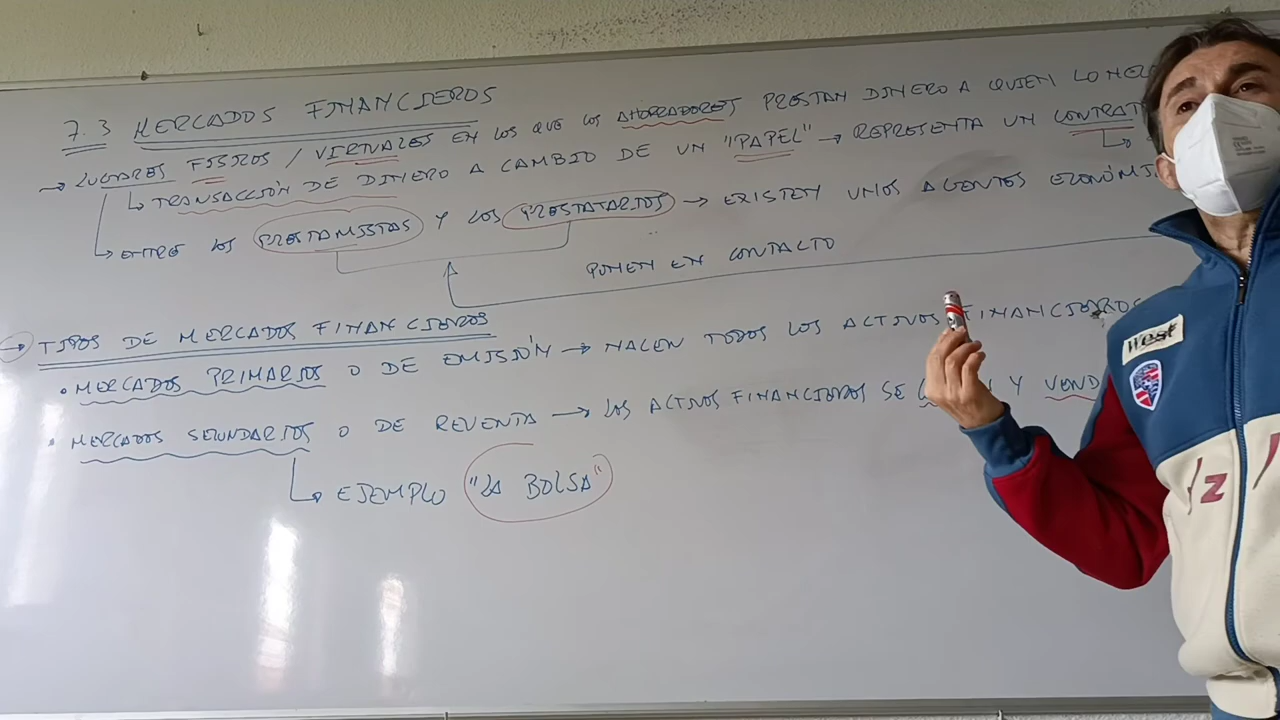 7.3 MERCADOS FINANCIEROS
→ LUGARES FÍSICOS / VIRTUALES EN LOS QUE LOS AHORRADORES PRESTAN DINERO A QUIEN LO NEC
↳ TRANSACCIÓN DE DINERO A CAMBIO DE UN "PAPEL" → REPRESENTA UN CONTRAT
↳ ENTRE LOS PRESTAMISTAS Y LOS PRESTATARIOS → EXISTEN UNOS AGENTES ECONÓMI
PONEN EN CONTACTO
→ TIPOS DE MERCADOS FINANCIEROS
• MERCADOS PRIMARIOS O DE EMISIÓN → NACEN TODOS LOS ACTIVOS FINANCIEROS
• MERCADOS SECUNDARIOS O DE REVENTA → LOS ACTIVOS FINANCIEROS SE Y VEND
↳ EJEMPLO "LA BOLSA"
West